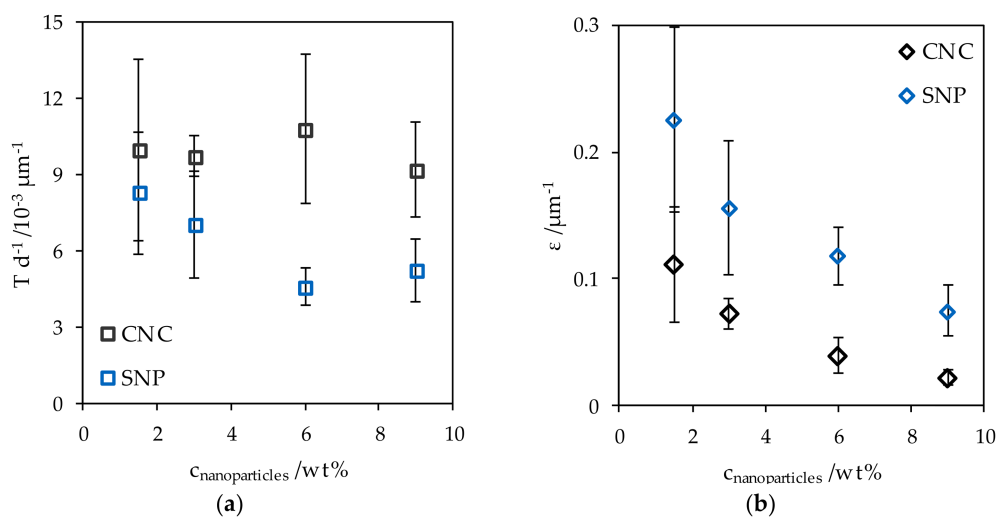 15
12
9
6
3
0
T d⁻¹ /10⁻³ µm⁻¹
CNC
SNP
0 2 4 6 8 10
c_nanoparticles /wt%
(a)
0.3
0.2
0.1
0
ε /µm⁻¹
CNC
SNP
0 2 4 6 8 10
c_nanoparticles /wt%
(b)